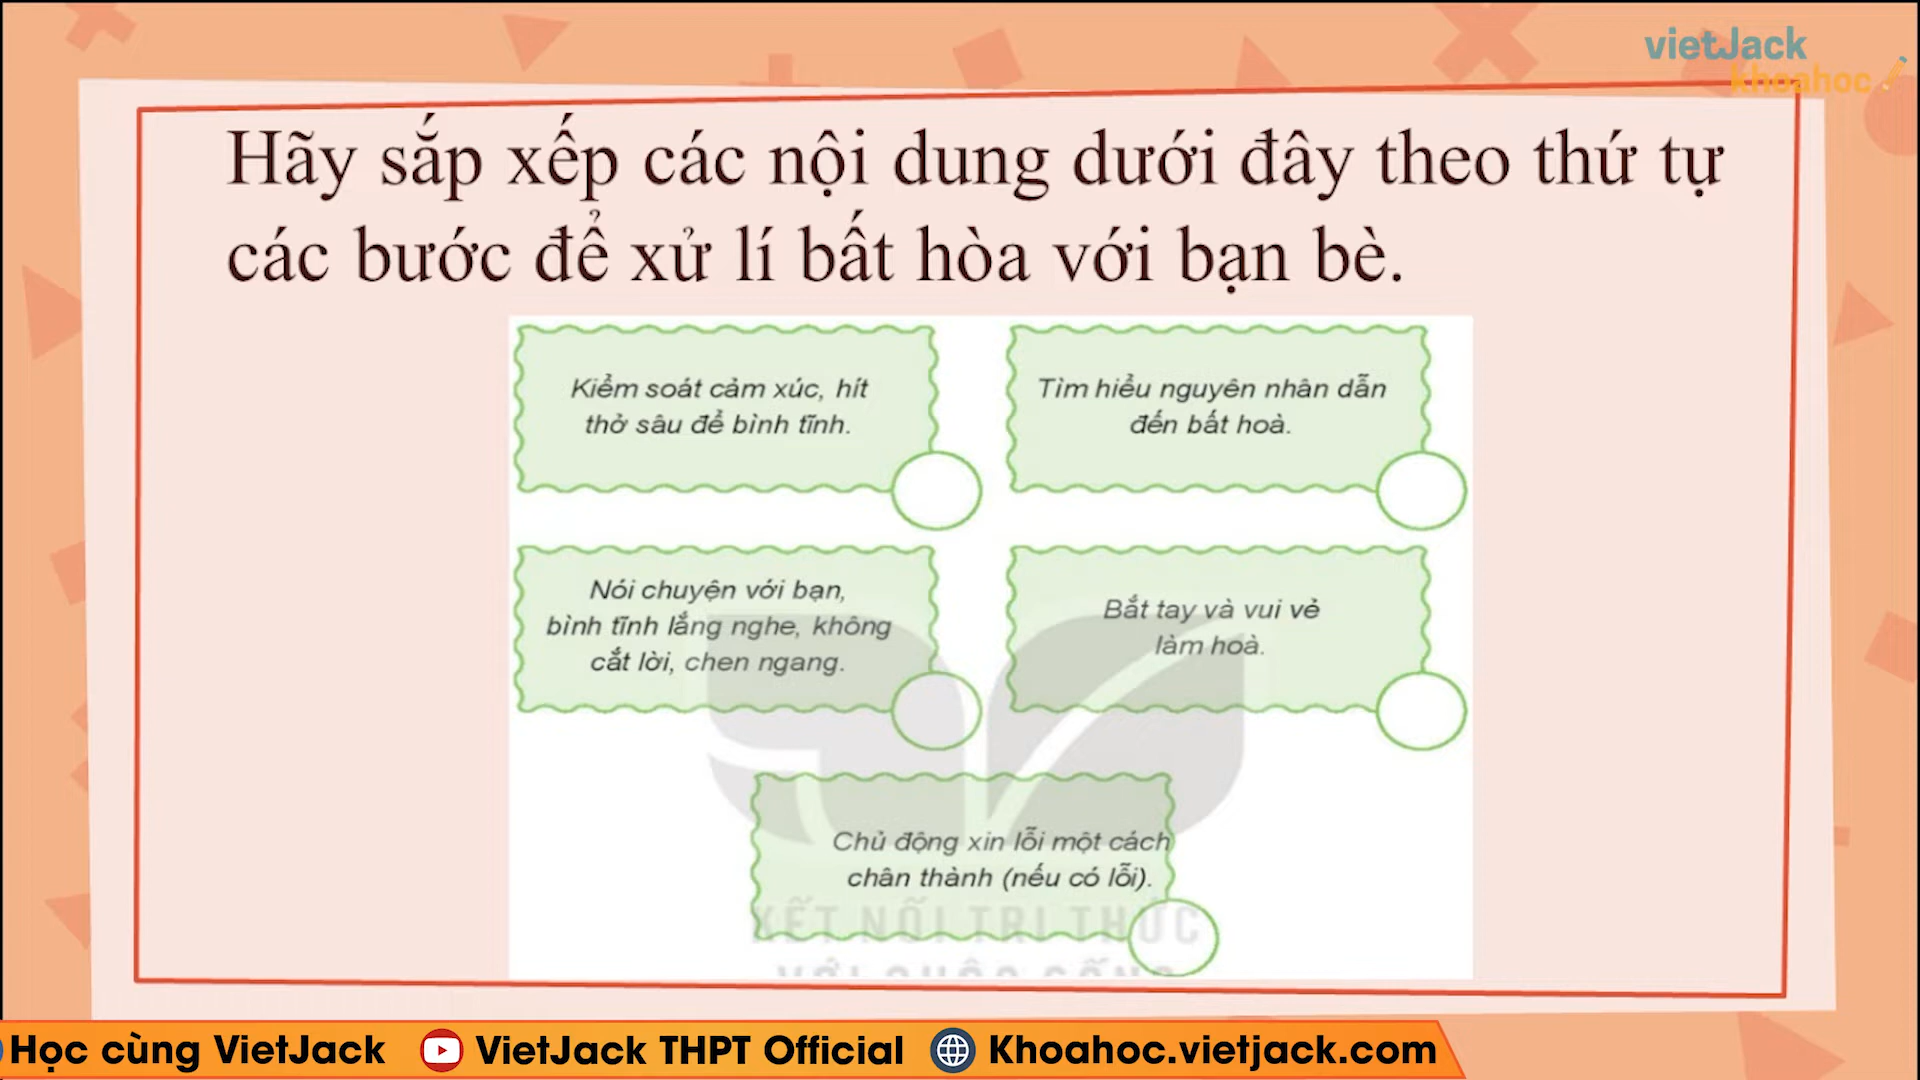 vietJack
khoahoc
Hãy sắp xếp các nội dung dưới đây theo thứ tự
các bước để xử lí bất hòa với bạn bè.
Kiểm soát cảm xúc, hít
thở sâu để bình tĩnh.
Tìm hiểu nguyên nhân dẫn
đến bất hoà.
Nói chuyện với bạn,
bình tĩnh lắng nghe, không
cắt lời, chen ngang.
Bắt tay và vui vẻ
làm hoà.
Chủ động xin lỗi một cách
chân thành (nếu có lỗi).
KẾT NỐI TRI THỨC
VỚI CUỘC SỐNG
Học cùng VietJack VietJack THPT Official Khoahoc.vietjack.com